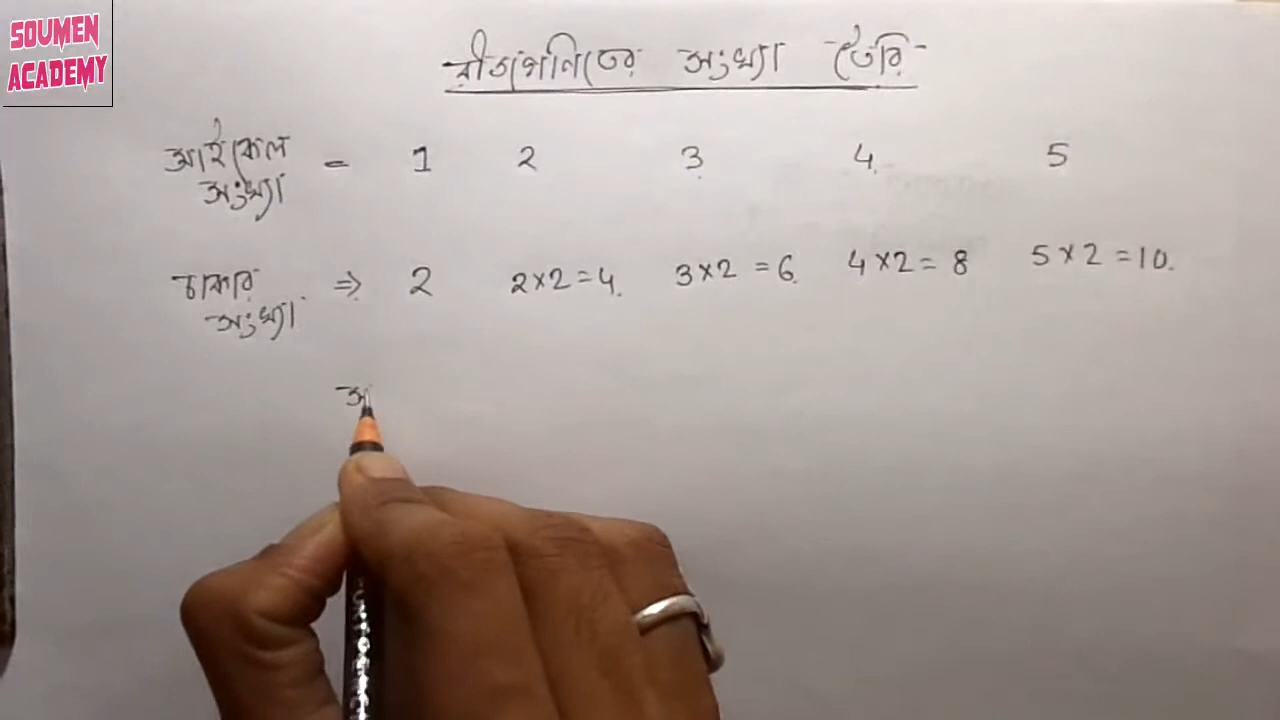 SOUMEN
ACADEMY
বীজগণিতের সংখ্যা তৈরি
সাইকেল সংখ্যা = 1 2 3 4 5
চাকার সংখ্যা ⇒ 2 2×2=4. 3×2=6. 4×2=8 5×2=10.